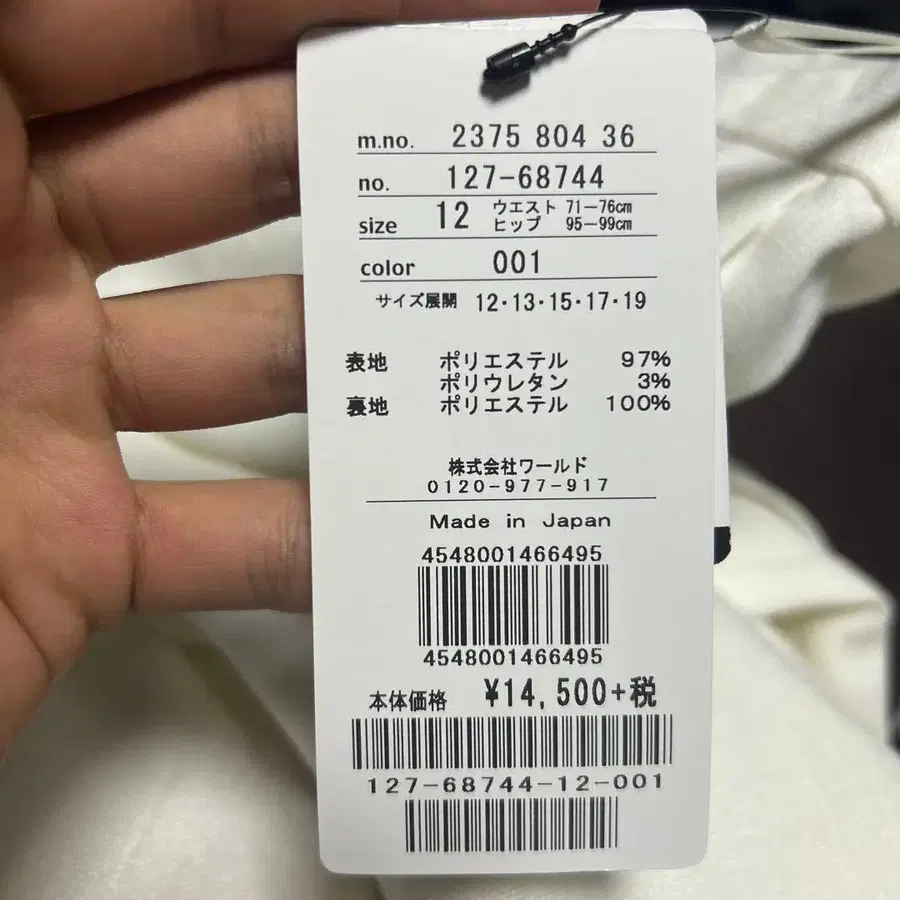 m.no. 2375 804 36
no. 127-68744
size 12 ウエスト 71-76㎝
ヒップ 95-99㎝
color 001
サイズ展開 12・13・15・17・19
表地 ポリエステル 97%
ポリウレタン 3%
裏地 ポリエステル 100%
株式会社ワールド
0120-977-917
Made in Japan
4548001466495
4548001466495
本体価格 ¥14,500+税
127-68744-12-001